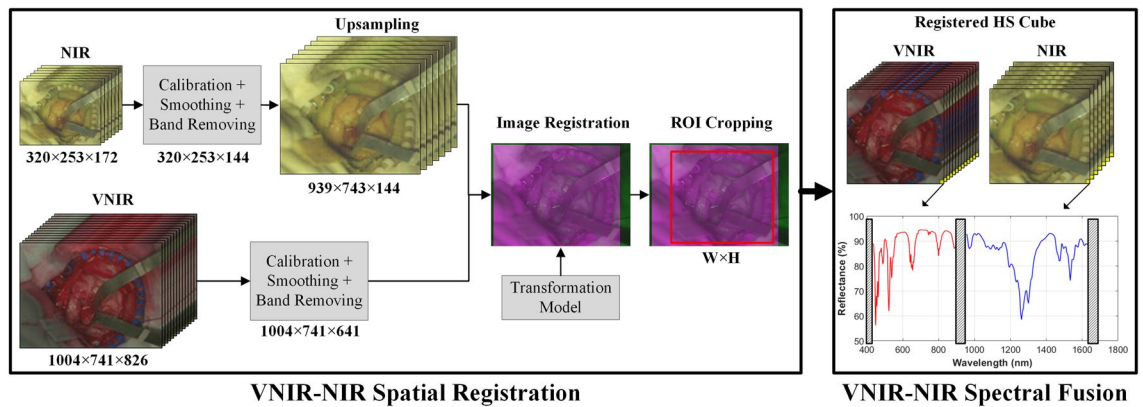 NIR
320×253×172
Calibration +
Smoothing +
Band Removing
320×253×144
Upsampling
939×743×144
VNIR
1004×741×826
Calibration +
Smoothing +
Band Removing
1004×741×641
Image Registration
Transformation
Model
ROI Cropping
W×H
VNIR-NIR Spatial Registration
Registered HS Cube
VNIR
NIR
100
90
80
70
60
50
Reflectance (%)
400 600 800 1000 1200 1400 1600 1800
Wavelength (nm)
VNIR-NIR Spectral Fusion